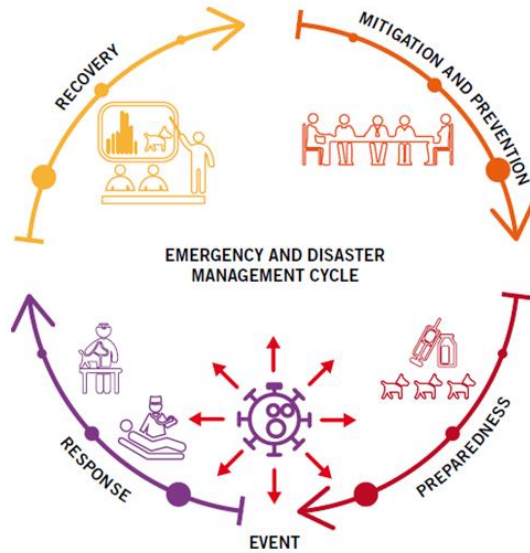 RECOVERY
MITIGATION AND PREVENTION
EMERGENCY AND DISASTER
MANAGEMENT CYCLE
RESPONSE
PREPAREDNESS
EVENT